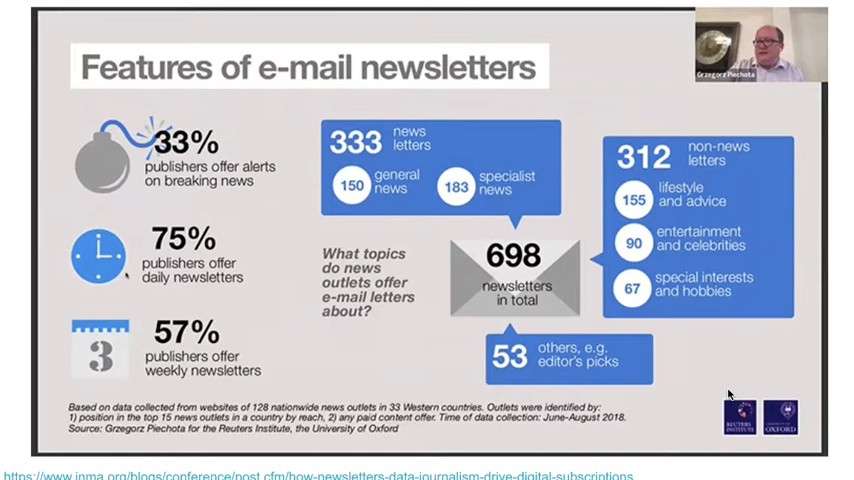 Grzegorz Piechota
Features of e-mail newsletters
33%
publishers offer alerts
on breaking news
75%
publishers offer
daily newsletters
57%
3
publishers offer
weekly newsletters
333 news
letters
150 general
news
183 specialist
news
What topics
do news
outlets offer
e-mail letters
about?
698
newsletters
in total
312 non-news
letters
155 lifestyle
and advice
90 entertainment
and celebrities
67 special interests
and hobbies
53 others, e.g.
editor's picks
Based on data collected from websites of 128 nationwide news outlets in 33 Western countries. Outlets were identified by:
1) position in the top 15 news outlets in a country by reach, 2) any paid content offer. Time of data collection: June-August 2018.
Source: Grzegorz Piechota for the Reuters Institute, the University of Oxford
REUTERS
INSTITUTE
OXFORD
https://www.inma.org/blogs/conference/post.cfm/how-newsletters-data-journalism-drive-digital-subscriptions